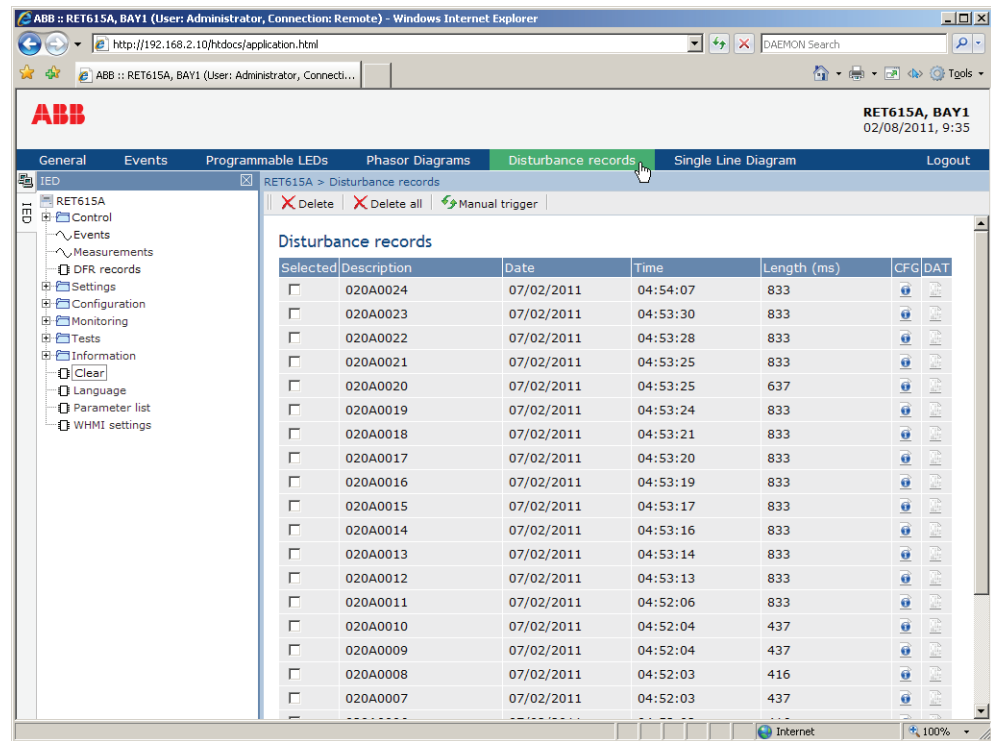 ABB :: RET615A, BAY1 (User: Administrator, Connection: Remote) - Windows Internet Explorer
http://192.168.2.10/htdocs/application.html
DAEMON Search
ABB :: RET615A, BAY1 (User: Administrator, Connecti...
Tools
ABB
RET615A, BAY1
02/08/2011, 9:35
General Events Programmable LEDs Phasor Diagrams Disturbance records Single Line Diagram Logout
IED
IED
RET615A
Control
Events
Measurements
DFR records
Settings
Configuration
Monitoring
Tests
Information
Clear
Language
Parameter list
WHMI settings
RET615A > Disturbance records
Delete Delete all Manual trigger
Disturbance records
Selected Description Date Time Length (ms) CFG DAT
020A0024 07/02/2011 04:54:07 833
020A0023 07/02/2011 04:53:30 833
020A0022 07/02/2011 04:53:28 833
020A0021 07/02/2011 04:53:25 833
020A0020 07/02/2011 04:53:25 637
020A0019 07/02/2011 04:53:24 833
020A0018 07/02/2011 04:53:21 833
020A0017 07/02/2011 04:53:20 833
020A0016 07/02/2011 04:53:19 833
020A0015 07/02/2011 04:53:17 833
020A0014 07/02/2011 04:53:16 833
020A0013 07/02/2011 04:53:14 833
020A0012 07/02/2011 04:53:13 833
020A0011 07/02/2011 04:52:06 833
020A0010 07/02/2011 04:52:04 437
020A0009 07/02/2011 04:52:04 437
020A0008 07/02/2011 04:52:03 416
020A0007 07/02/2011 04:52:03 437
Internet
100%